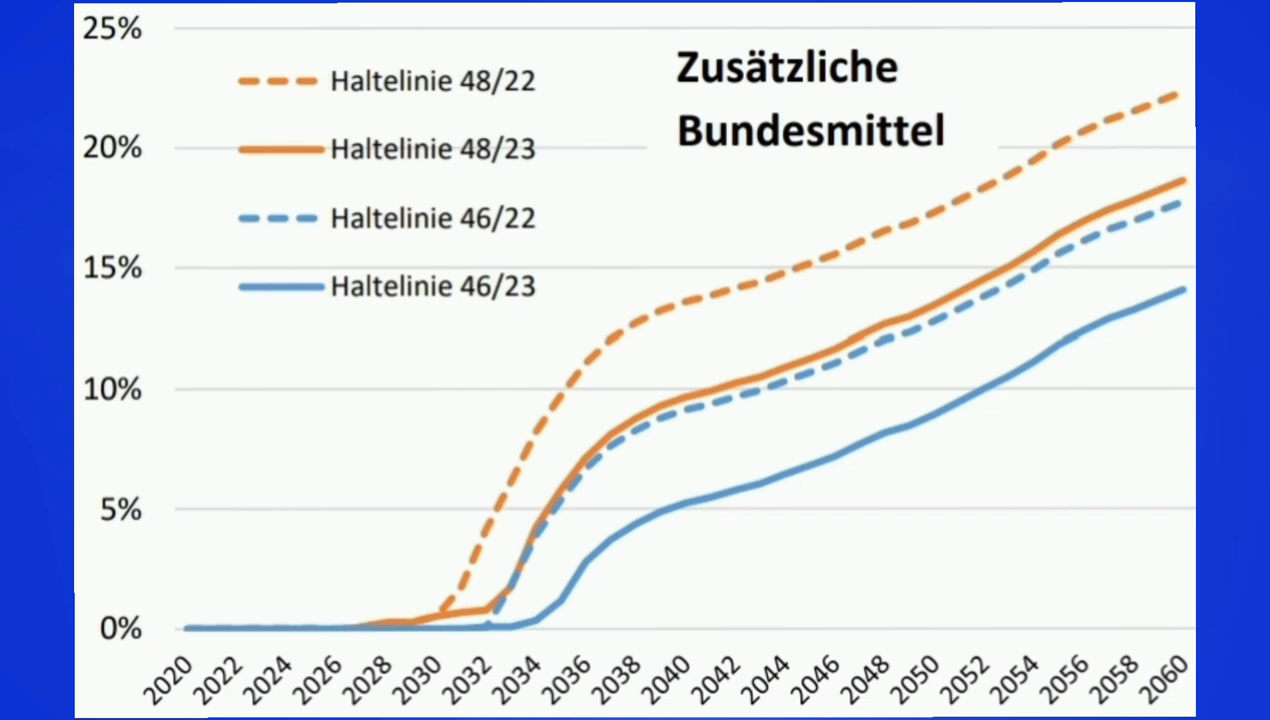 Zusätzliche
Bundesmittel
Haltelinie 48/22
Haltelinie 48/23
Haltelinie 46/22
Haltelinie 46/23
25%
20%
15%
10%
5%
0%
2020 2022 2024 2026 2028 2030 2032 2034 2036 2038 2040 2042 2044 2046 2048 2050 2052 2054 2056 2058 2060